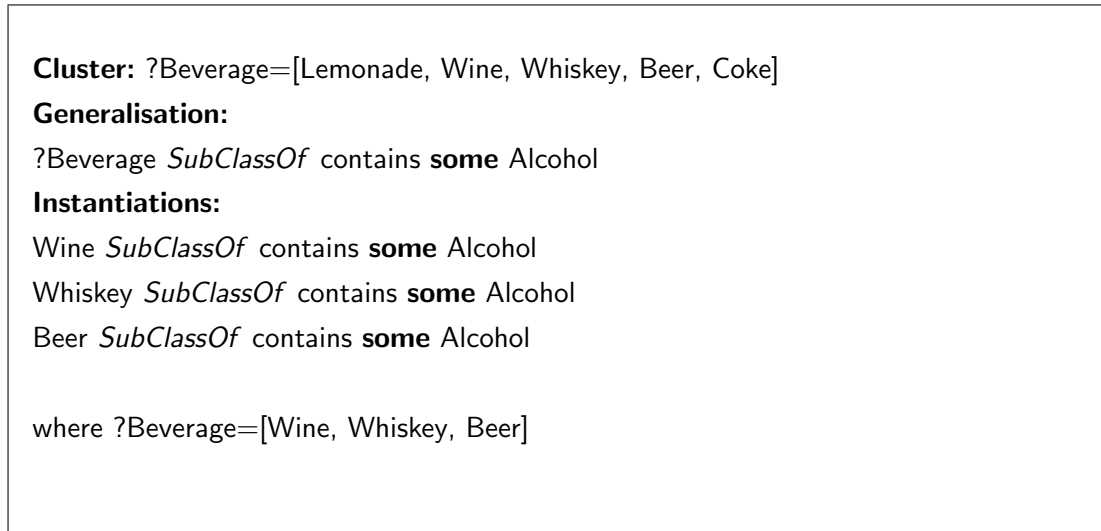 Cluster: ?Beverage=[Lemonade, Wine, Whiskey, Beer, Coke]
Generalisation:
?Beverage SubClassOf contains some Alcohol
Instantiations:
Wine SubClassOf contains some Alcohol
Whiskey SubClassOf contains some Alcohol
Beer SubClassOf contains some Alcohol
where ?Beverage=[Wine, Whiskey, Beer]